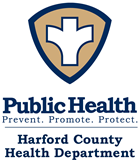 Public Health
Prevent. Promote. Protect.
Harford County
Health Department